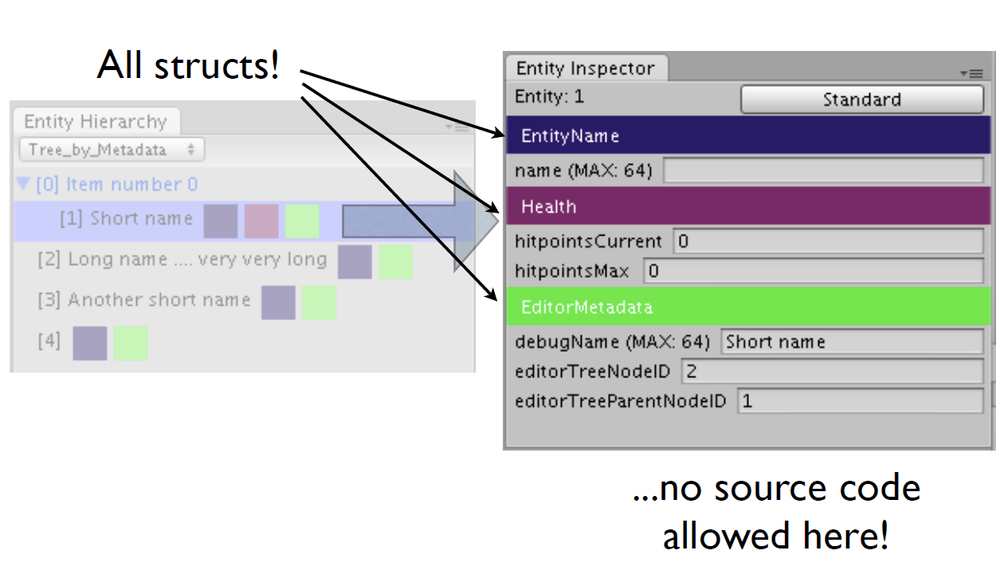 All structs!
Entity Hierarchy
Tree_by_Metadata
[0] Item number 0
[1] Short name
[2] Long name .... very very long
[3] Another short name
[4]
Entity Inspector
Entity: 1 Standard
EntityName
name (MAX: 64)
Health
hitpointsCurrent 0
hitpointsMax 0
EditorMetadata
debugName (MAX: 64) Short name
editorTreeNodeID 2
editorTreeParentNodeID 1
...no source code
allowed here!